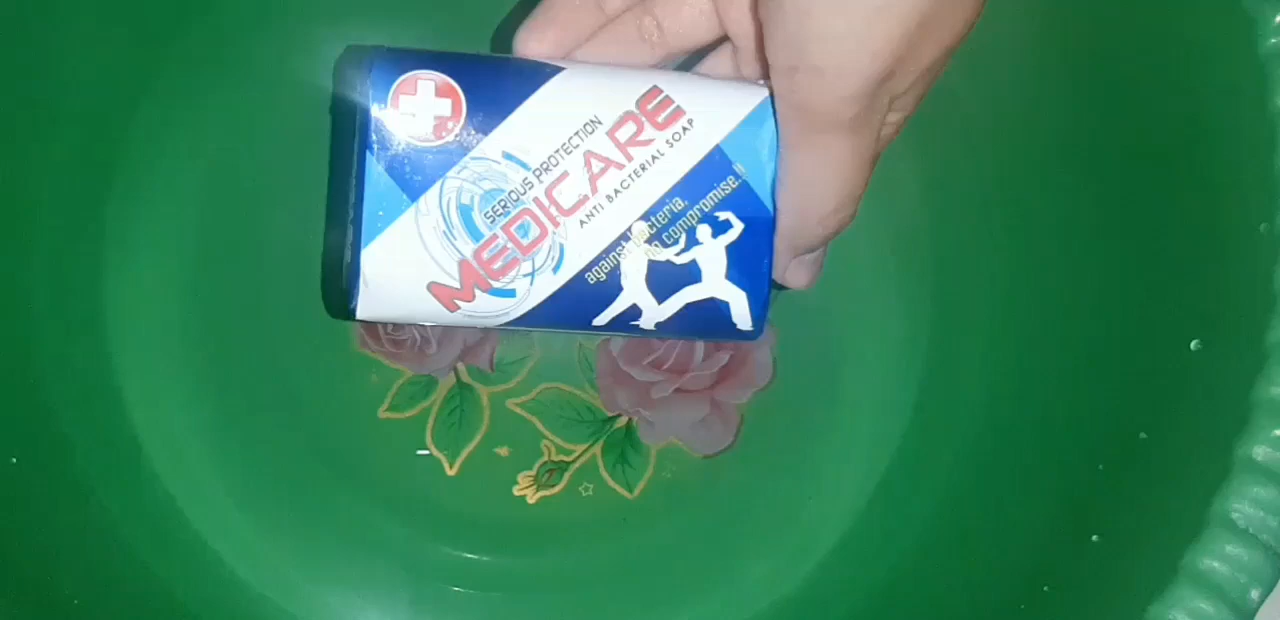 SERIOUS PROTECTION
MEDICARE
ANTI BACTERIAL SOAP
against bacteria,
no compromise.!!